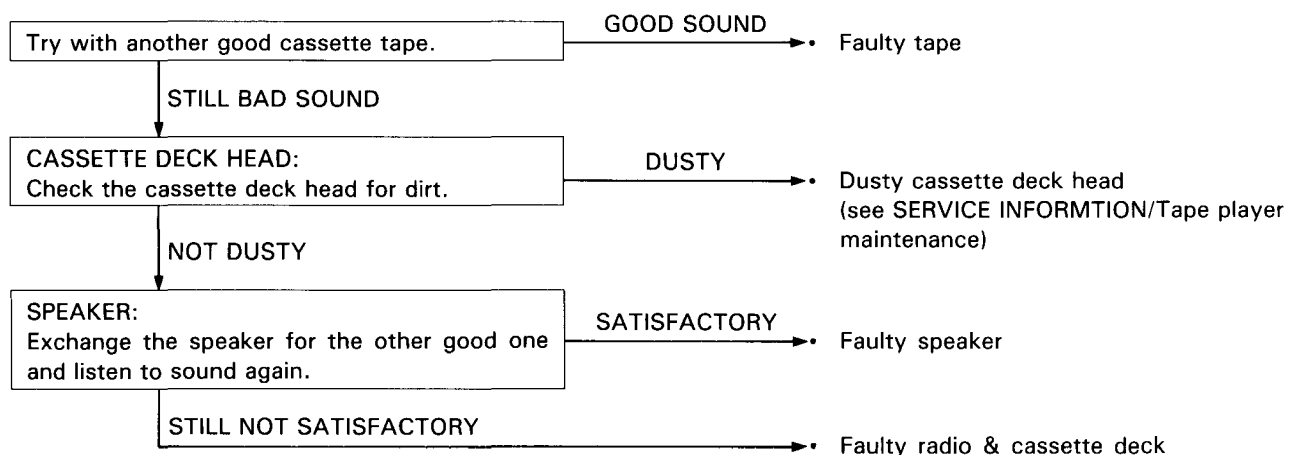 GOOD SOUND
Try with another good cassette tape.
Faulty tape
STILL BAD SOUND
CASSETTE DECK HEAD:
Check the cassette deck head for dirt.
DUSTY
Dusty cassette deck head
(see SERVICE INFORMTION/Tape player
maintenance)
NOT DUSTY
SPEAKER:
Exchange the speaker for the other good one
and listen to sound again.
SATISFACTORY
Faulty speaker
STILL NOT SATISFACTORY
Faulty radio & cassette deck